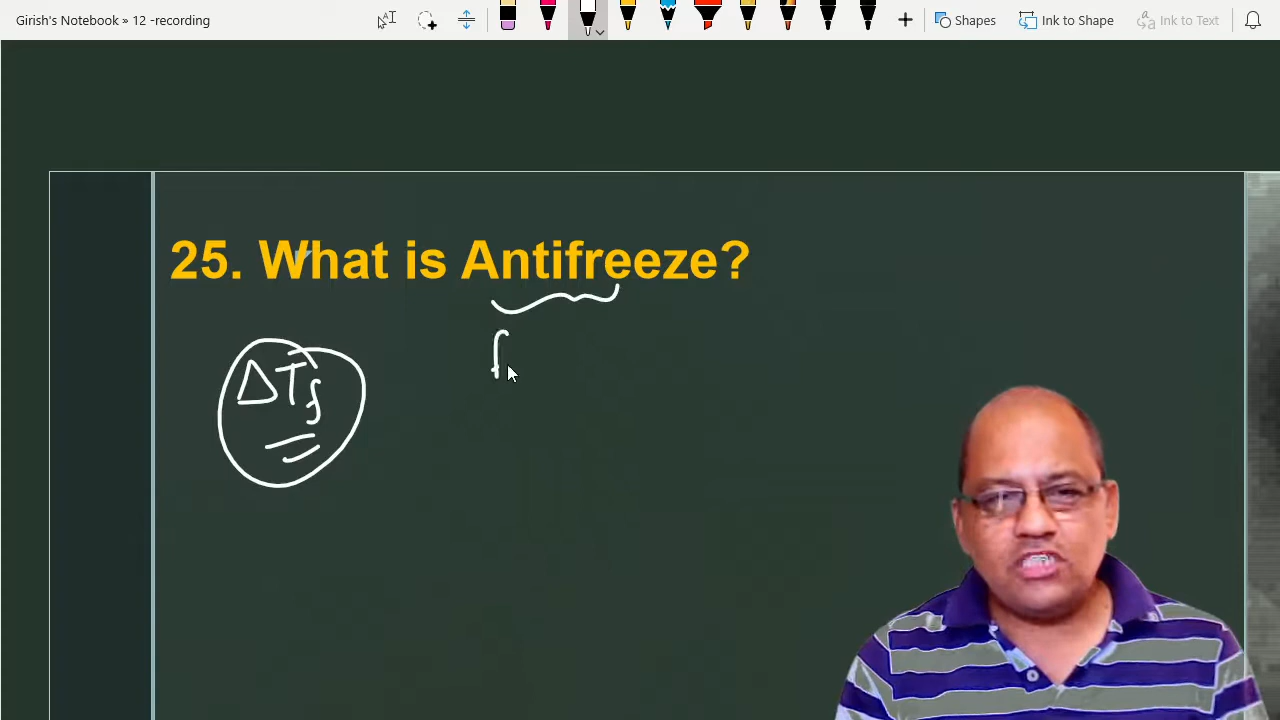 Girish's Notebook » 12 -recording
Shapes
Ink to Shape
Ink to Text
25. What is Antifreeze?
ΔTf
f